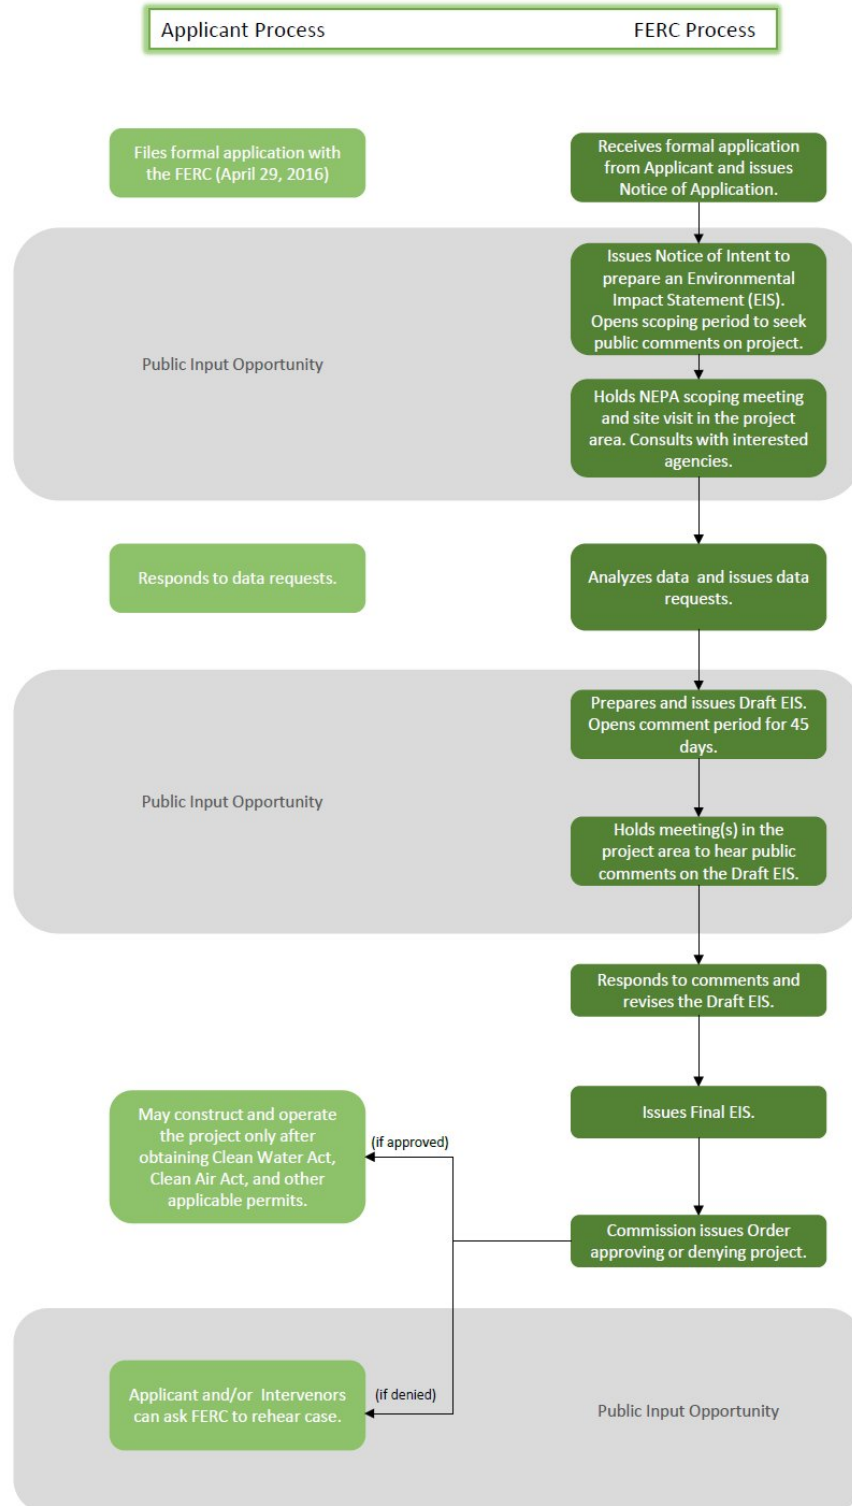 Applicant Process
FERC Process
Files formal application with
the FERC (April 29, 2016)
Receives formal application
from Applicant and issues
Notice of Application.
Issues Notice of Intent to
prepare an Environmental
Impact Statement (EIS).
Opens scoping period to seek
public comments on project.
Public Input Opportunity
Holds NEPA scoping meeting
and site visit in the project
area. Consults with interested
agencies.
Responds to data requests.
Analyzes data and issues data
requests.
Prepares and issues Draft EIS.
Opens comment period for 45
days.
Public Input Opportunity
Holds meeting(s) in the
project area to hear public
comments on the Draft EIS.
Responds to comments and
revises the Draft EIS.
Issues Final EIS.
May construct and operate
the project only after
obtaining Clean Water Act,
Clean Air Act, and other
applicable permits.
(if approved)
Commission issues Order
approving or denying project.
Applicant and/or Intervenors
can ask FERC to rehear case.
(if denied)
Public Input Opportunity